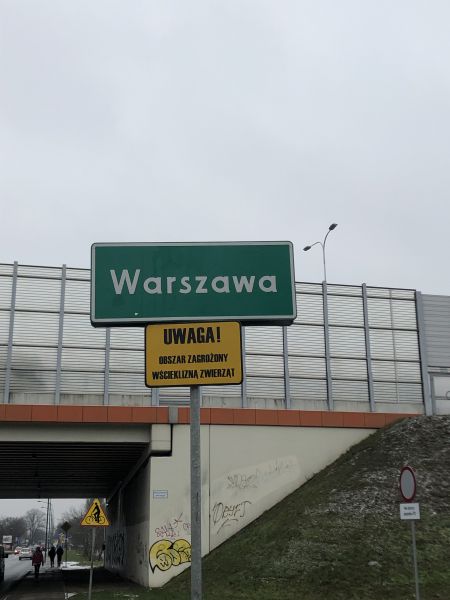 Warszawa
UWAGA!
OBSZAR ZAGROŻONY
WŚCIEKLIZNĄ ZWIERZĄT